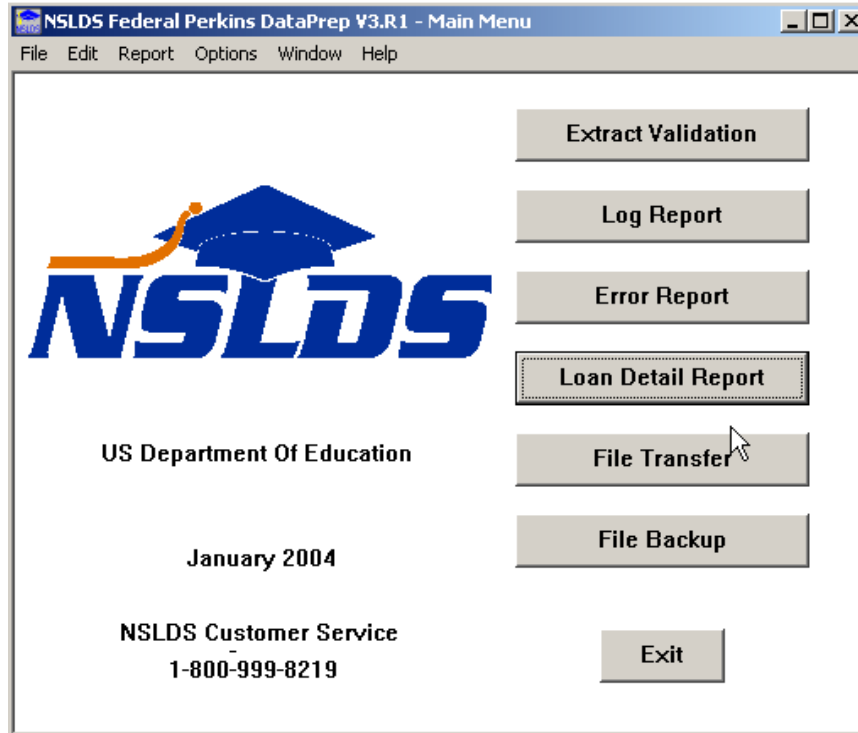 NSLDS Federal Perkins DataPrep V3.R1 - Main Menu
File Edit Report Options Window Help
Extract Validation
Log Report
Error Report
Loan Detail Report
File Transfer
File Backup
Exit
NSLDS
US Department Of Education
January 2004
NSLDS Customer Service
-
1-800-999-8219